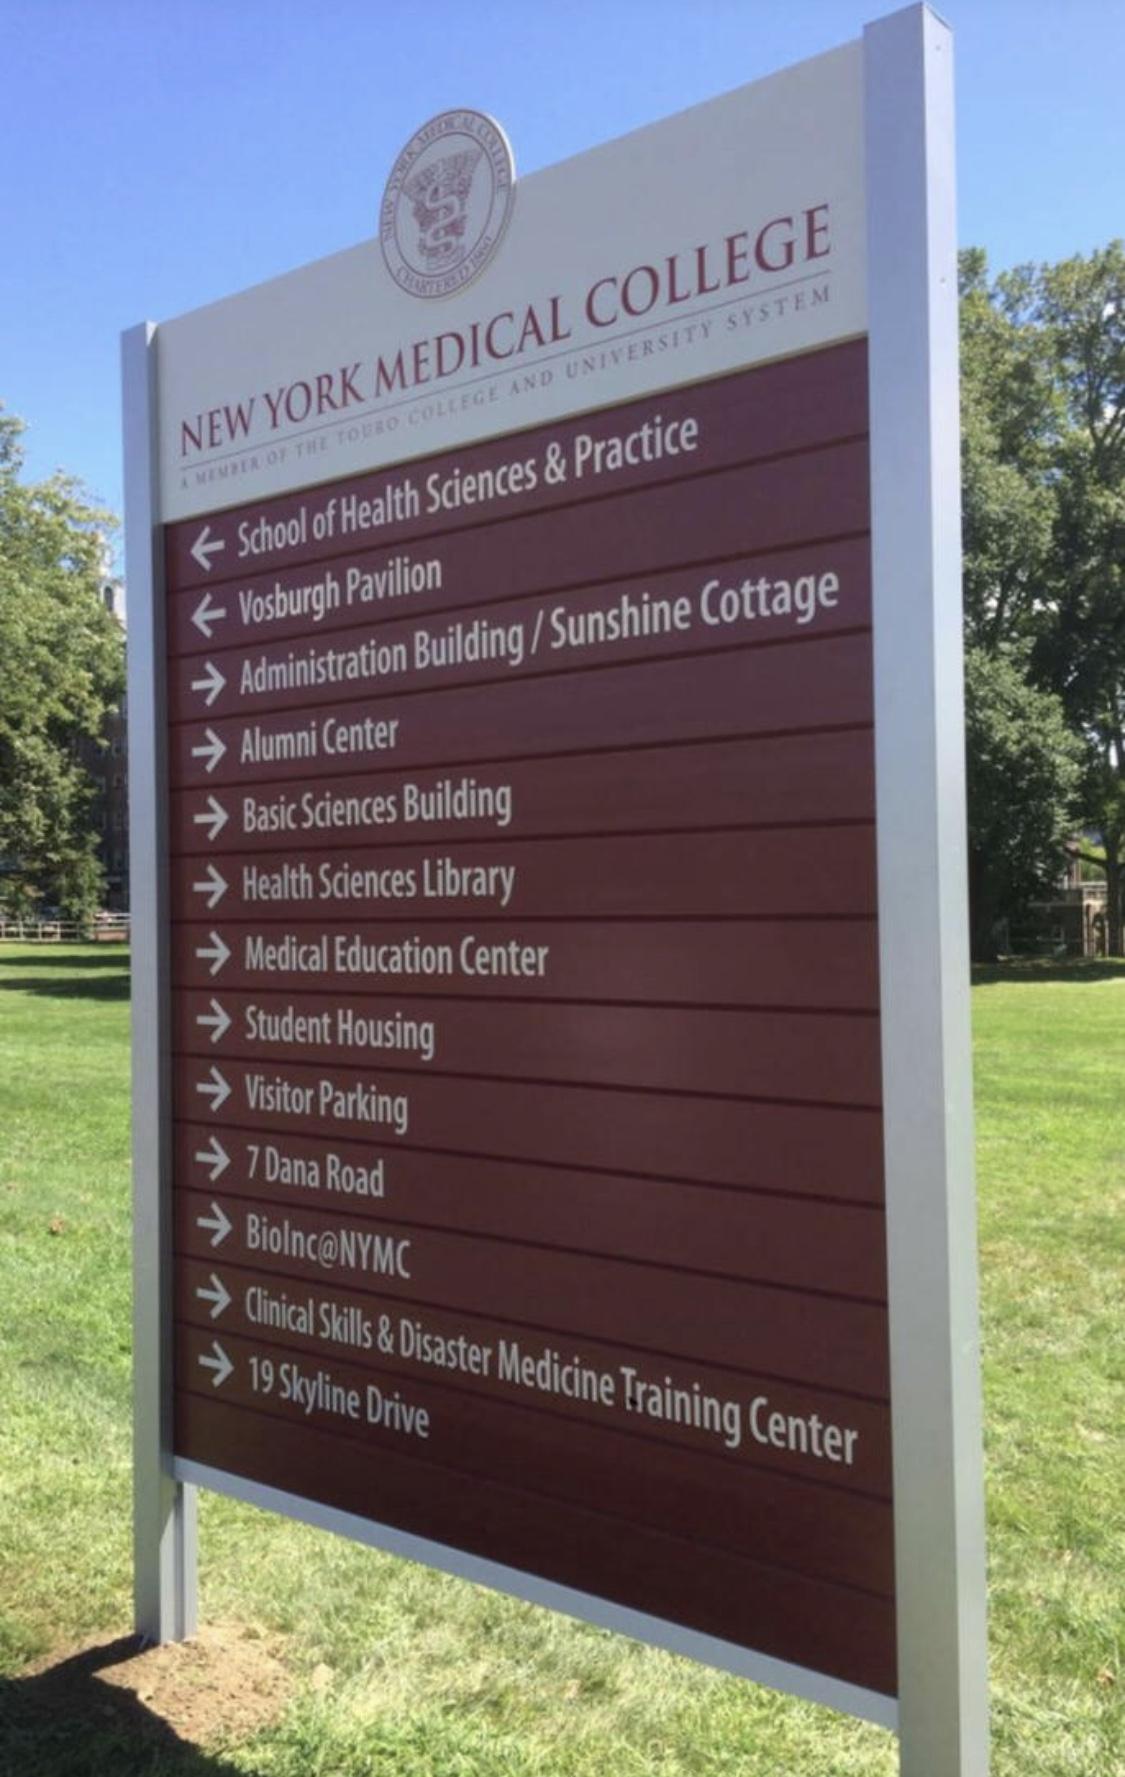 NEW YORK MEDICAL COLLEGE
CHARTERED 1860
NEW YORK MEDICAL COLLEGE
A MEMBER OF THE TOURO COLLEGE AND UNIVERSITY SYSTEM
← School of Health Sciences & Practice
← Vosburgh Pavilion
→ Administration Building / Sunshine Cottage
→ Alumni Center
→ Basic Sciences Building
→ Health Sciences Library
→ Medical Education Center
→ Student Housing
→ Visitor Parking
→ 7 Dana Road
→ BioInc@NYMC
→ Clinical Skills & Disaster Medicine Training Center
→ 19 Skyline Drive